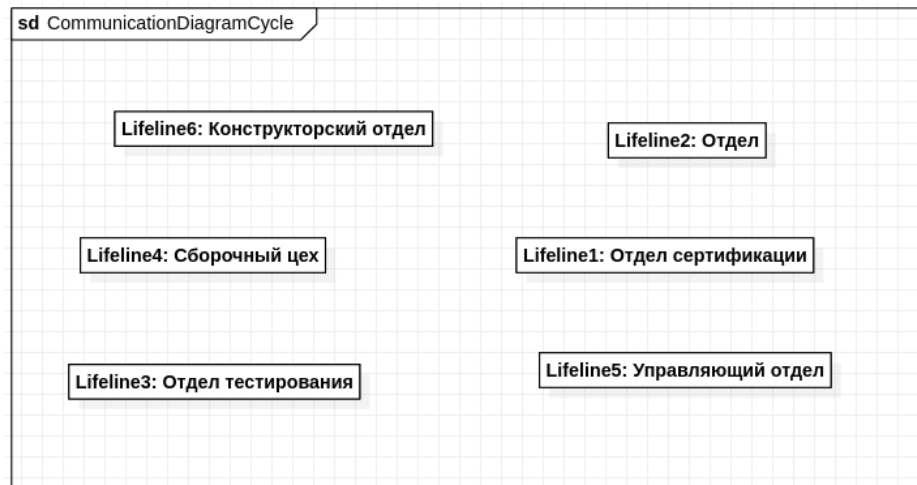 sd CommunicationDiagramCycle
Lifeline6: Конструкторский отдел
Lifeline2: Отдел
Lifeline4: Сборочный цех
Lifeline1: Отдел сертификации
Lifeline3: Отдел тестирования
Lifeline5: Управляющий отдел